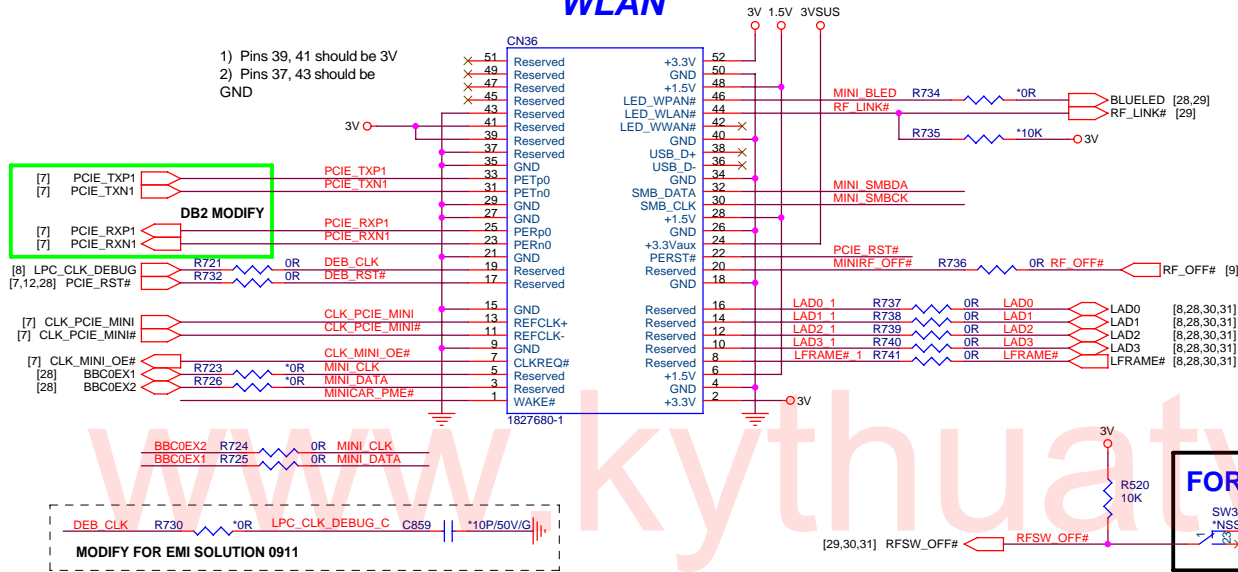 WLAN
3V 1.5V 3VSUS
CN36
1) Pins 39, 41 should be 3V
2) Pins 37, 43 should be
GND
51 Reserved +3.3V 52
49 Reserved GND 50
47 Reserved +1.5V 48
45 Reserved LED_WPAN# 46 MINI_BLED R734 *0R BLUELED [28,29]
43 Reserved LED_WLAN# 44 RF_LINK# RF_LINK# [29]
3V 41 Reserved LED_WWAN# 42
39 Reserved GND 40 R735 *10K 3V
37 Reserved USB_D+ 38
35 GND USB_D- 36
[7] PCIE_TXP1 PCIE_TXP1 33 PETp0 GND 34
[7] PCIE_TXN1 PCIE_TXN1 31 PETn0 SMB_DATA 32 MINI_SMBDA
29 GND SMB_CLK 30 MINI_SMBCK
DB2 MODIFY
27 GND +1.5V 28
[7] PCIE_RXP1 PCIE_RXP1 25 PERp0 GND 26
[7] PCIE_RXN1 PCIE_RXN1 23 PERn0 +3.3Vaux 24
21 GND PERST# 22 PCIE_RST#
[8] LPC_CLK_DEBUG R721 0R DEB_CLK 19 Reserved Reserved 20 MINIRF_OFF# R736 0R RF_OFF# RF_OFF# [9]
[7,12,28] PCIE_RST# R732 0R DEB_RST# 17 Reserved GND 18
15 GND Reserved 16 LAD0_1 R737 0R LAD0 LAD0 [8,28,30,31]
[7] CLK_PCIE_MINI CLK_PCIE_MINI 13 REFCLK+ Reserved 14 LAD1_1 R738 0R LAD1 LAD1 [8,28,30,31]
[7] CLK_PCIE_MINI# CLK_PCIE_MINI# 11 REFCLK- Reserved 12 LAD2_1 R739 0R LAD2 LAD2 [8,28,30,31]
9 GND Reserved 10 LAD3_1 R740 0R LAD3 LAD3 [8,28,30,31]
[7] CLK_MINI_OE# CLK_MINI_OE# 7 CLKREQ# Reserved 8 LFRAME#_1 R741 0R LFRAME# LFRAME# [8,28,30,31]
[28] BBC0EX1 R723 *0R MINI_CLK 5 Reserved +1.5V 6
[28] BBC0EX2 R726 *0R MINI_DATA 3 Reserved GND 4
MINICAR_PME# 1 WAKE# +3.3V 2 3V
1827680-1
www.kythuatv
BBC0EX2 R724 0R MINI_CLK
BBC0EX1 R725 0R MINI_DATA
3V
R520
10K
FOR
SW3
*NSS
DEB_CLK R730 *0R LPC_CLK_DEBUG_C C859 *10P/50V/G
MODIFY FOR EMI SOLUTION 0911
[29,30,31] RFSW_OFF# RFSW_OFF# 1